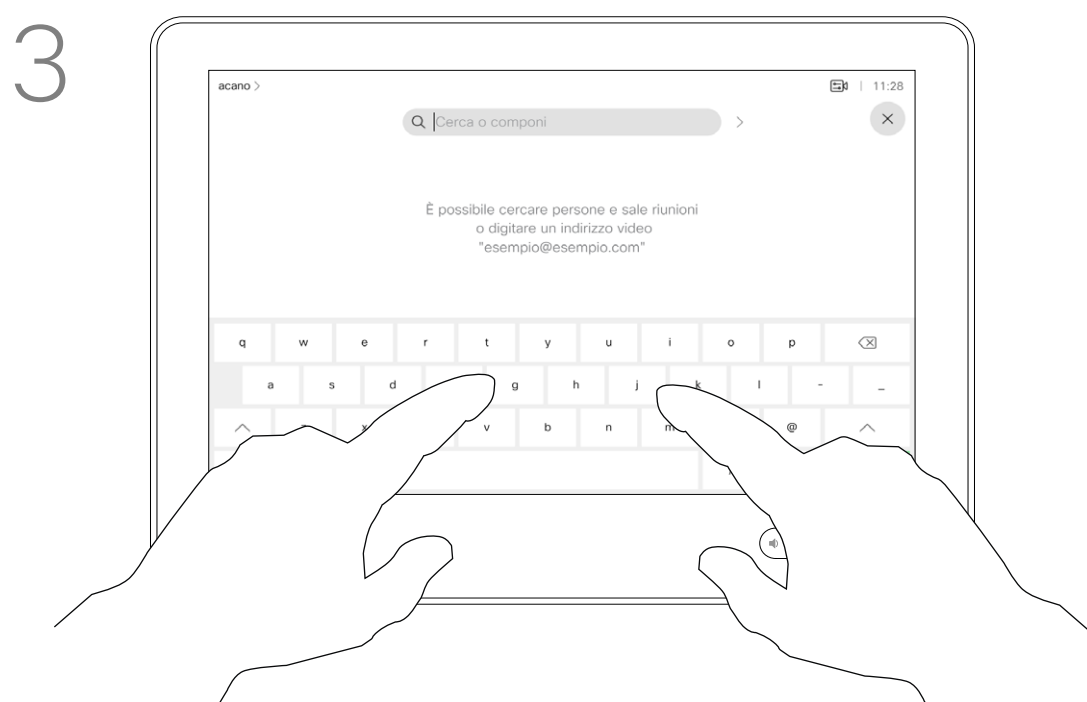 3
acano >
11:28
Cerca o componi
È possibile cercare persone e sale riunioni
o digitare un indirizzo video
"esempio@esempio.com"
q w e r t y u i o p
a s d g h j k l - _
x v b n m @